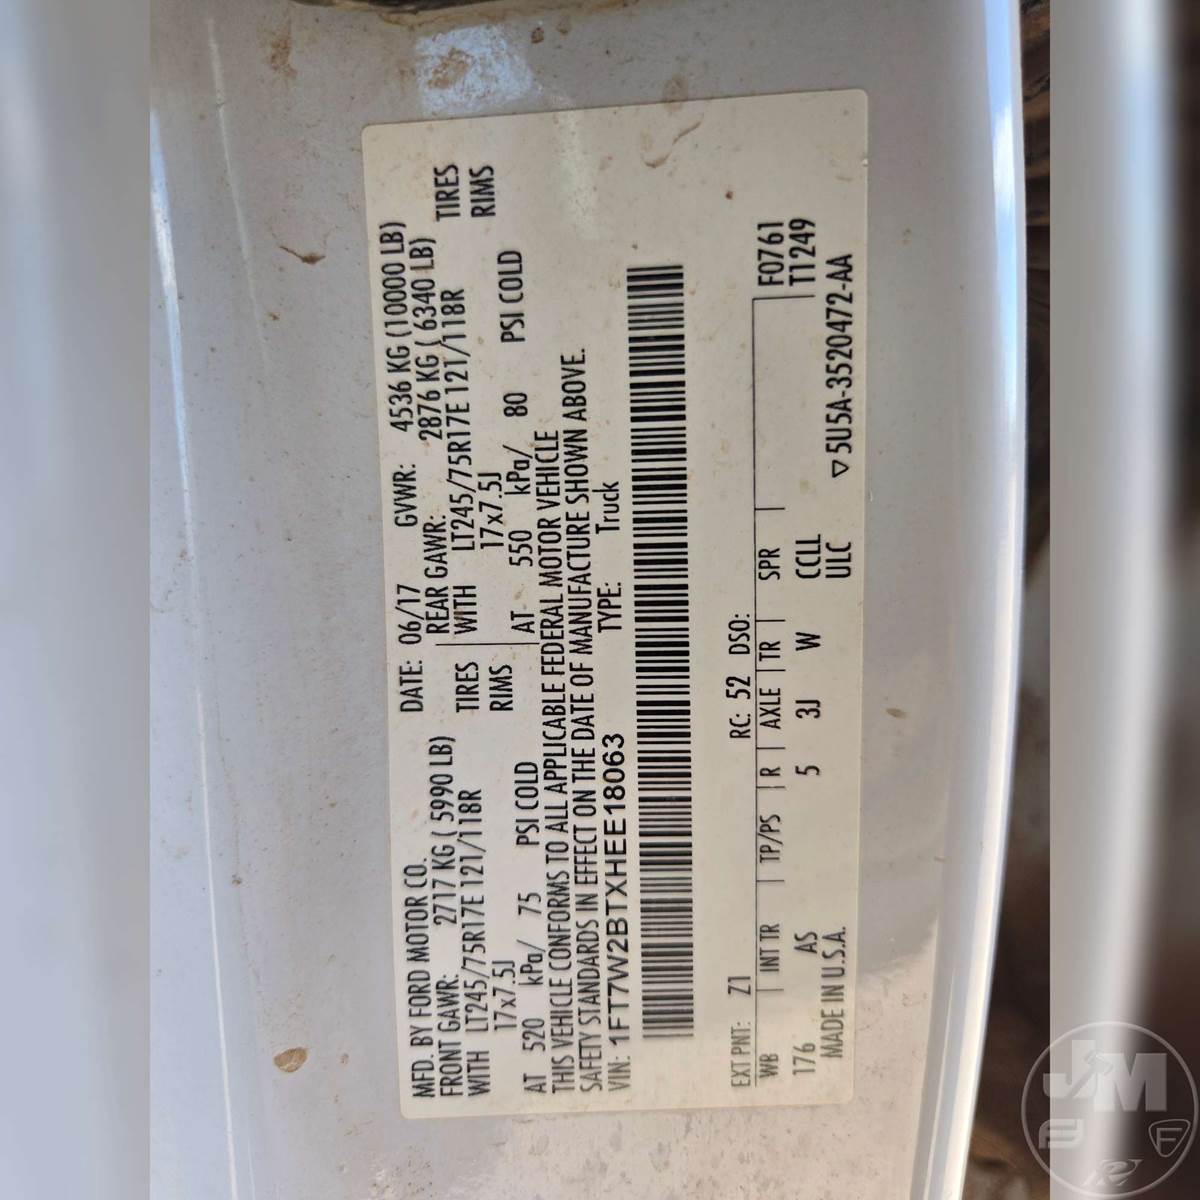 MFD. BY FORD MOTOR CO. DATE: 06/17 GVWR: 4536 KG (10000 LB)
FRONT GAWR: 2717 KG ( 5990 LB) REAR GAWR: 2876 KG ( 6340 LB)
WITH LT245/75R17E 121/118R TIRES WITH LT245/75R17E 121/118R TIRES
17x7.5J RIMS 17x7.5J RIMS
AT 520 kPa/ 75 PSI COLD AT 550 kPa/ 80 PSI COLD
THIS VEHICLE CONFORMS TO ALL APPLICABLE FEDERAL MOTOR VEHICLE
SAFETY STANDARDS IN EFFECT ON THE DATE OF MANUFACTURE SHOWN ABOVE.
VIN: 1FT7W2BTXHEE18063 TYPE: Truck
EXT PNT: Z1 RC: 52 DSO:
WB INT TR TP/PS R AXLE TR SPR F0761
176 AS 5 3J W CCLL T1249
MADE IN U.S.A. ULC ▽5U5A-3520472-AA
JM
F